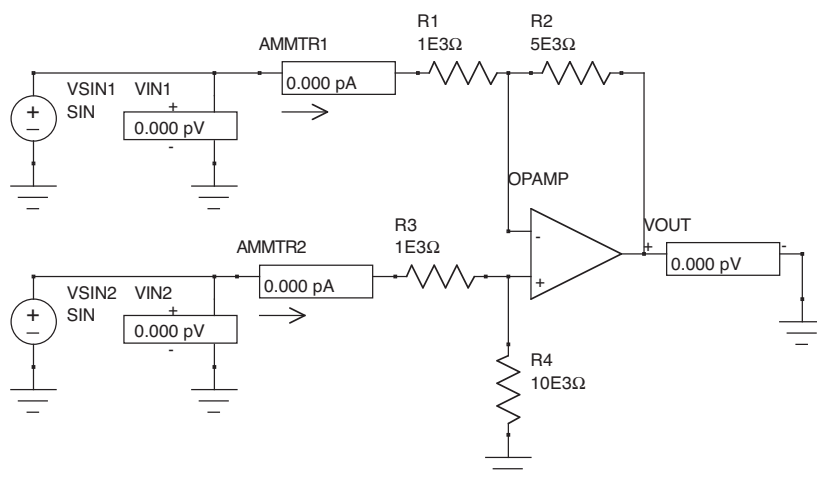 R1
1E3Ω
R2
5E3Ω
AMMTR1
0.000 pA
VSIN1
SIN
VIN1
+
0.000 pV
-
+
-
OPAMP
-
+
VOUT
+
-
0.000 pV
R3
1E3Ω
AMMTR2
0.000 pA
VSIN2
SIN
VIN2
+
0.000 pV
-
+
-
R4
10E3Ω